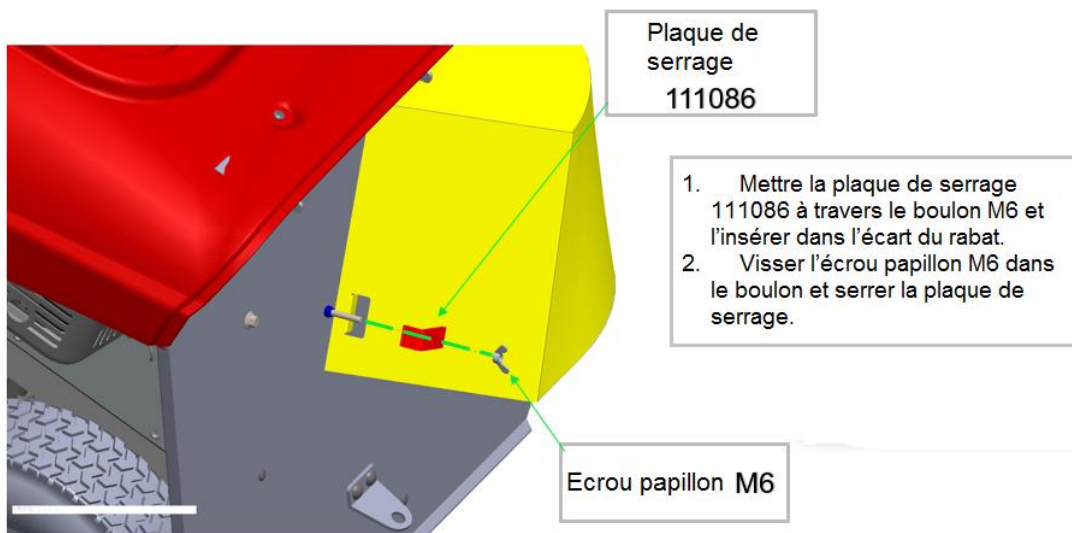 Plaque de
serrage
111086
1. Mettre la plaque de serrage
111086 à travers le boulon M6 et
l'insérer dans l'écart du rabat.
2. Visser l'écrou papillon M6 dans
le boulon et serrer la plaque de
serrage.
Ecrou papillon M6